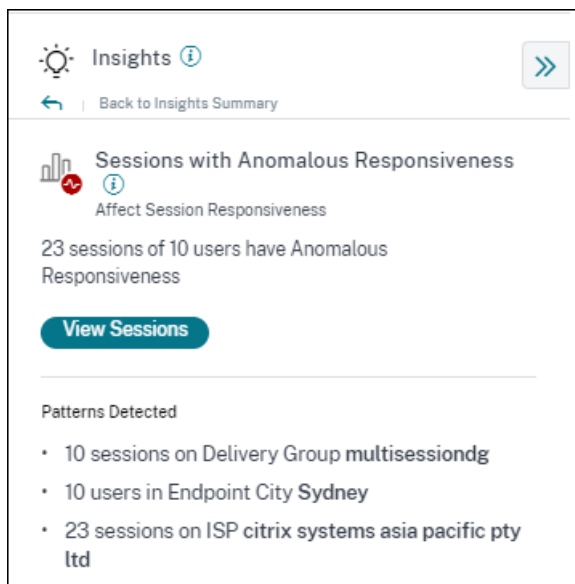 Insights
Back to Insights Summary
Sessions with Anomalous Responsiveness
Affect Session Responsiveness
23 sessions of 10 users have Anomalous
Responsiveness
View Sessions
Patterns Detected
• 10 sessions on Delivery Group multisessiondg
• 10 users in Endpoint City Sydney
• 23 sessions on ISP citrix systems asia pacific pty
ltd